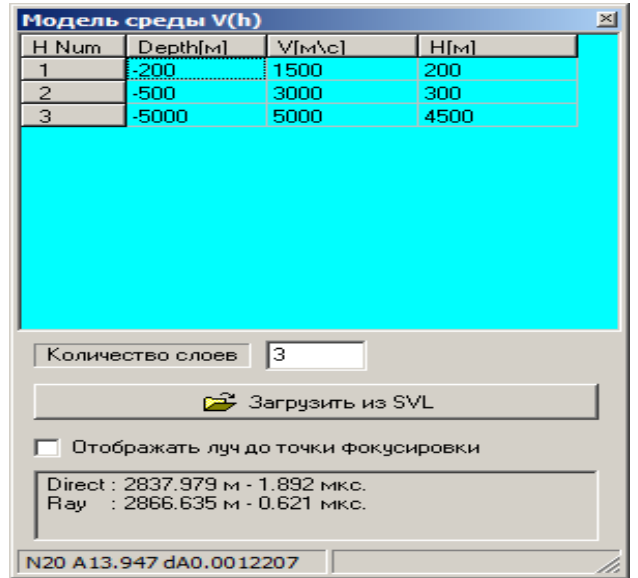 Модель среды V(h)
H Num Depth[м] V[м\с] H[м]
1 -200 1500 200
2 -500 3000 300
3 -5000 5000 4500
Количество слоев 3
Загрузить из SVL
Отображать луч до точки фокусировки
Direct : 2837.979 м - 1.892 мкс.
Ray : 2866.635 м - 0.621 мкс.
N20 A13.947 dA0.0012207